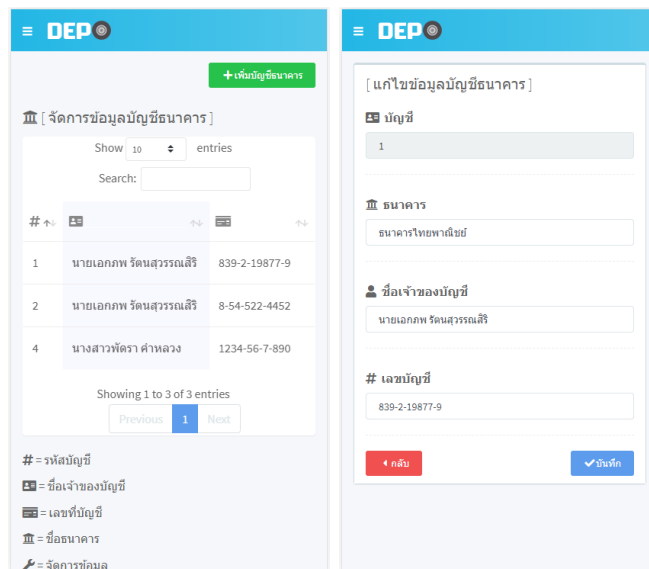 DEP
+เพิ่มบัญชีธนาคาร
[ จัดการข้อมูลบัญชีธนาคาร ]
Show 10 entries
Search:
#
1 นายเอกภพ รัตนสุวรรณสิริ 839-2-19877-9
2 นายเอกภพ รัตนสุวรรณสิริ 8-54-522-4452
4 นางสาวพัดรา คำหลวง 1234-56-7-890
Showing 1 to 3 of 3 entries
Previous 1 Next
# = รหัสบัญชี
= ชื่อเจ้าของบัญชี
= เลขที่บัญชี
= ชื่อธนาคาร
= จัดการข้อมูล
DEP
[ แก้ไขข้อมูลบัญชีธนาคาร ]
บัญชี
1
ธนาคาร
ธนาคารไทยพาณิชย์
ชื่อเจ้าของบัญชี
นายเอกภพ รัตนสุวรรณสิริ
# เลขบัญชี
839-2-19877-9
กลับ
บันทึก